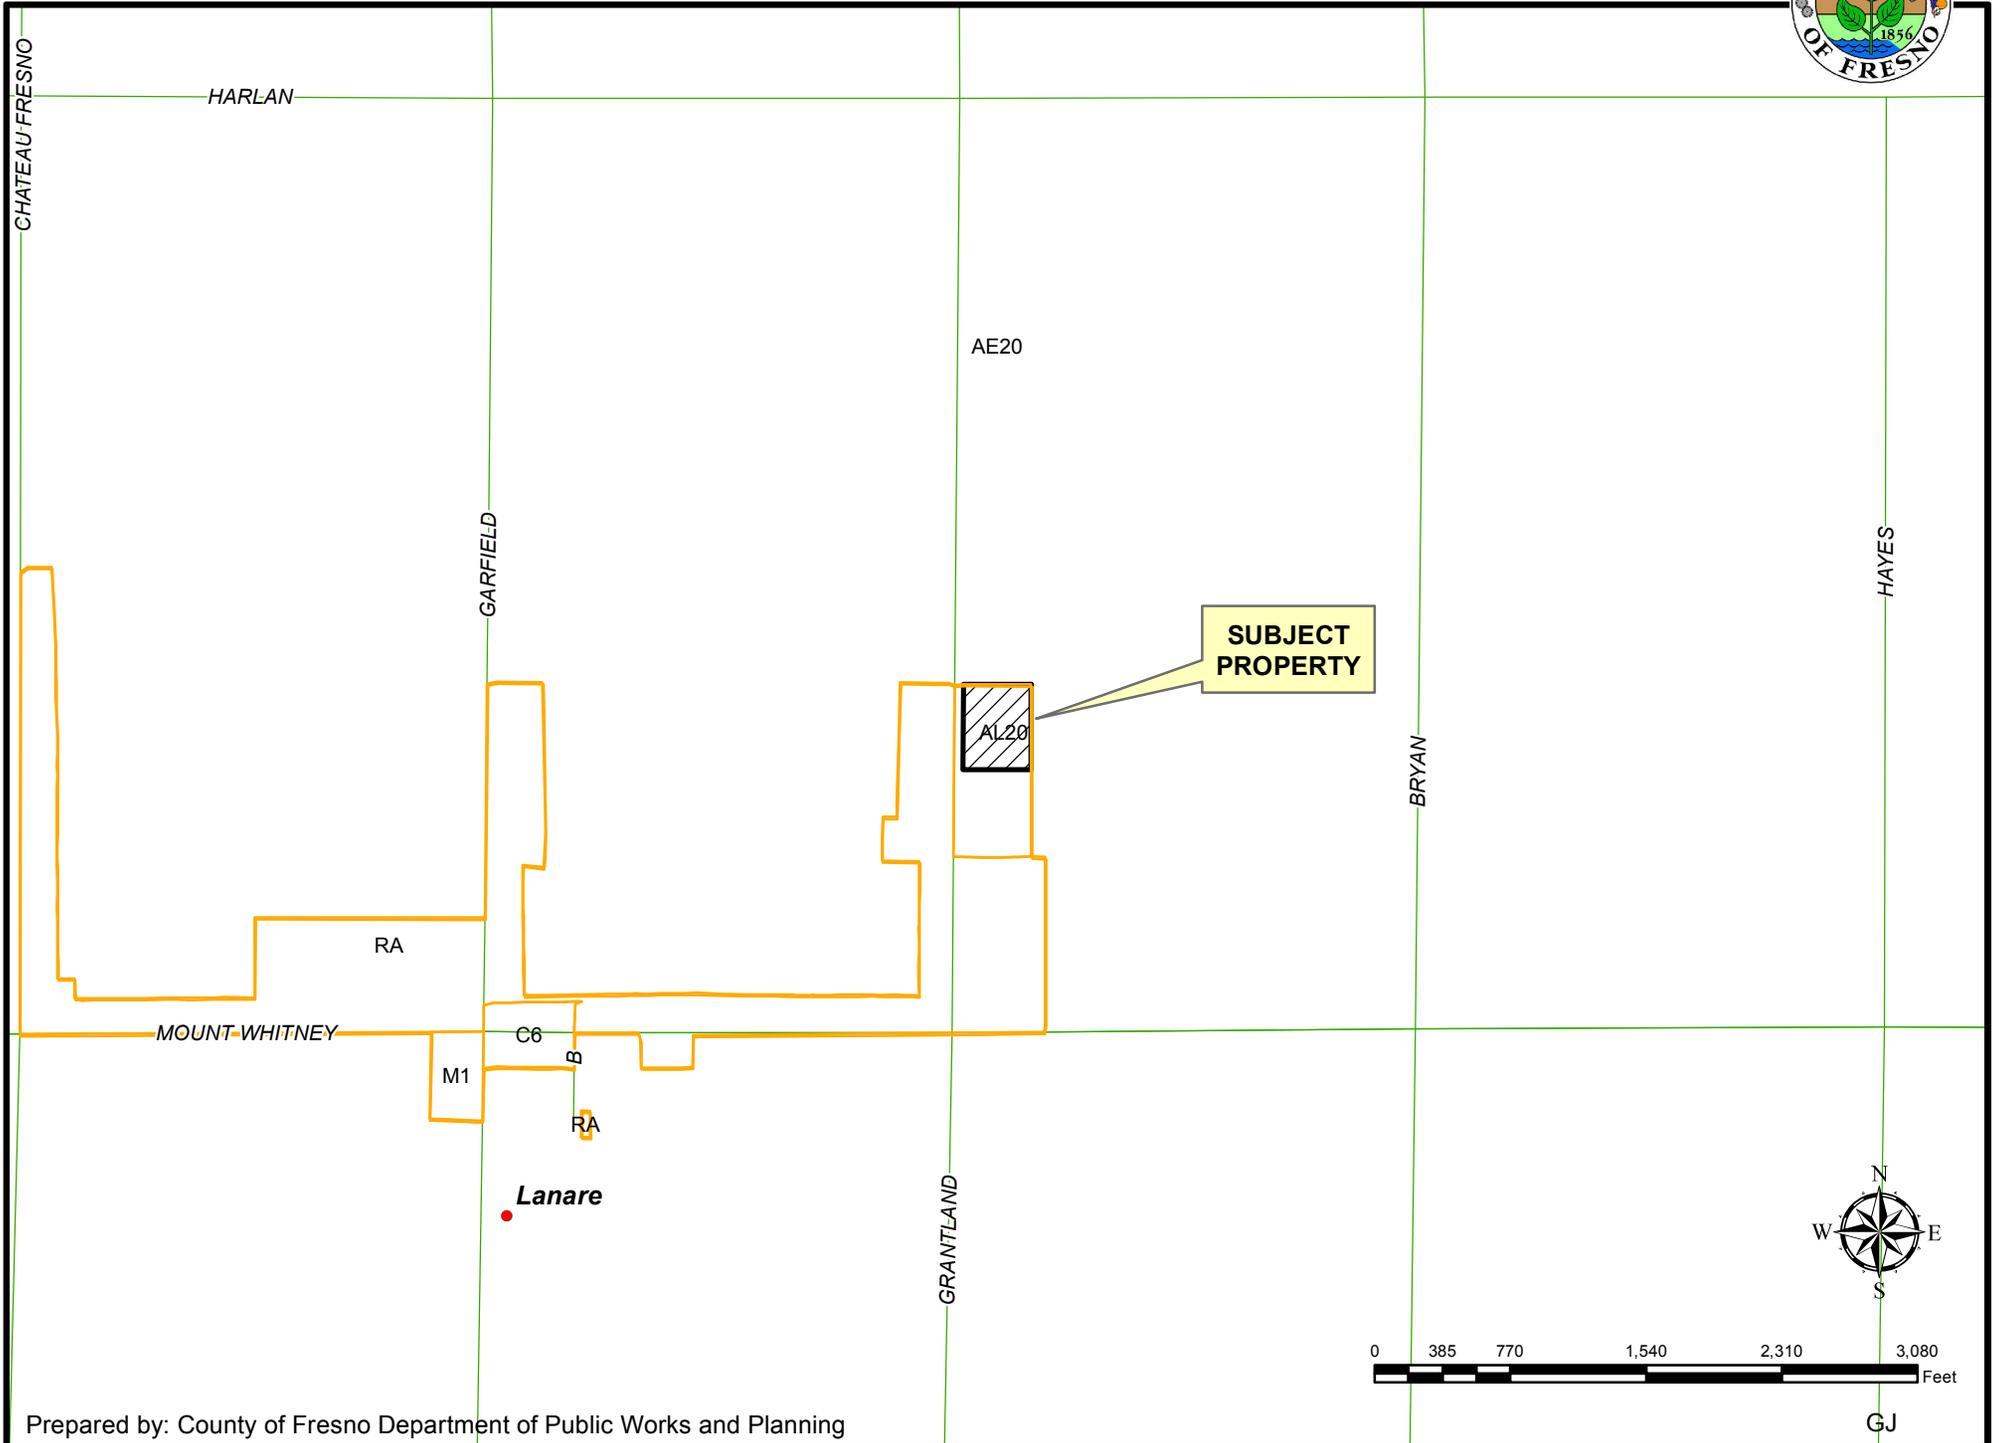 1856
OF FRESNO
CHATEAU FRESNO
HARLAN
AE20
GARFIELD
HAYES
SUBJECT
PROPERTY
AL20
BRYAN
RA
MOUNT WHITNEY
C6
B
M1
RA
Lanare
GRANTLAND
N
W
E
S
0 385 770 1,540 2,310 3,080
Feet
Prepared by: County of Fresno Department of Public Works and Planning
GJ